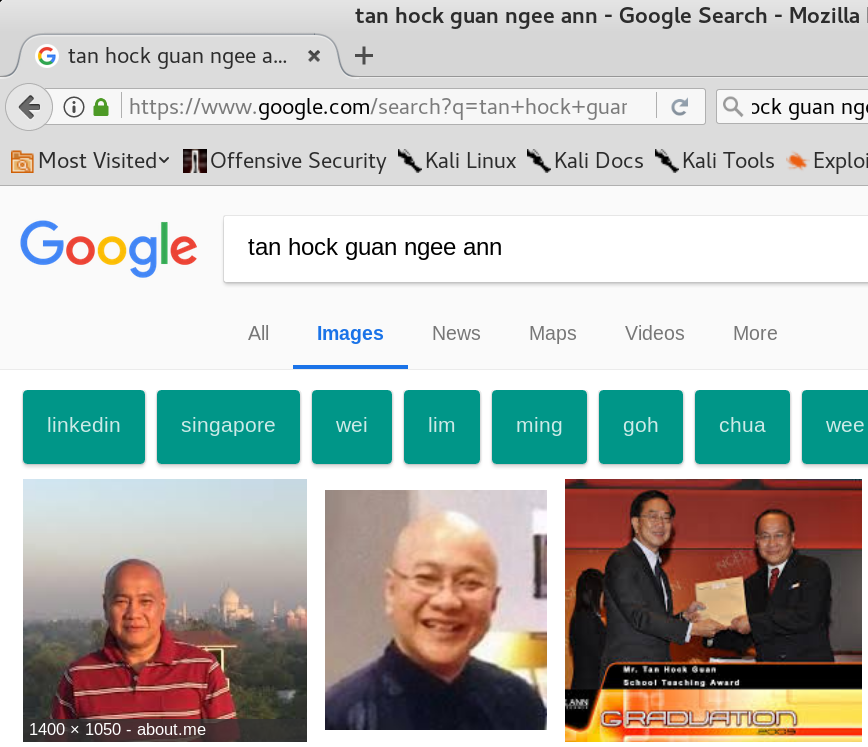 tan hock guan ngee ann - Google Search - Mozilla
tan hock guan ngee a...
https://www.google.com/search?q=tan+hock+guar
ock guan ng
Most Visited
Offensive Security
Kali Linux
Kali Docs
Kali Tools
Exploi
Google
tan hock guan ngee ann
All
Images
News
Maps
Videos
More
linkedin
singapore
wei
lim
ming
goh
chua
wee
1400 × 1050 - about.me
Mr. Tan Hock Guan
School Teaching Award
ANN
GRADUATION